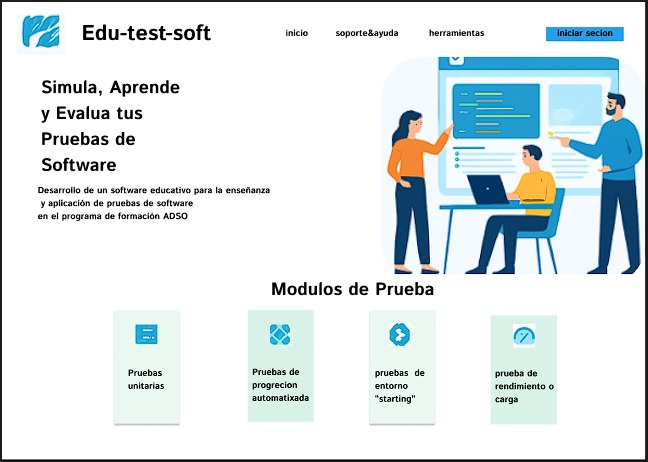 Edu-test-soft
inicio
soporte&ayuda
herramientas
iniciar secion
Simula, Aprende
y Evalua tus
Pruebas de
Software
Desarrollo de un software educativo para la enseñanza
y aplicación de pruebas de software
en el programa de formación ADSO
Modulos de Prueba
Pruebas
unitarias
Pruebas de
progrecion
automatixada
pruebas de
entorno
"starting"
prueba de
rendimiento o
carga